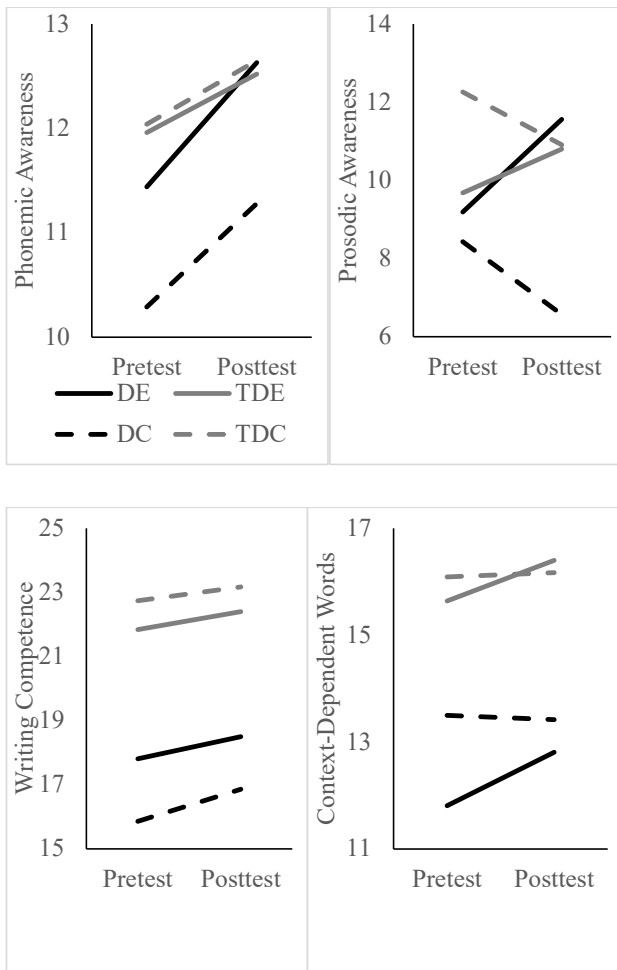 Phonemic Awareness
13
12
11
10
Pretest Posttest
DE TDE
DC TDC
Prosodic Awareness
14
12
10
8
6
Pretest Posttest
Writing Competence
25
23
21
19
17
15
Pretest Posttest
Context-Dependent Words
17
15
13
11
Pretest Posttest